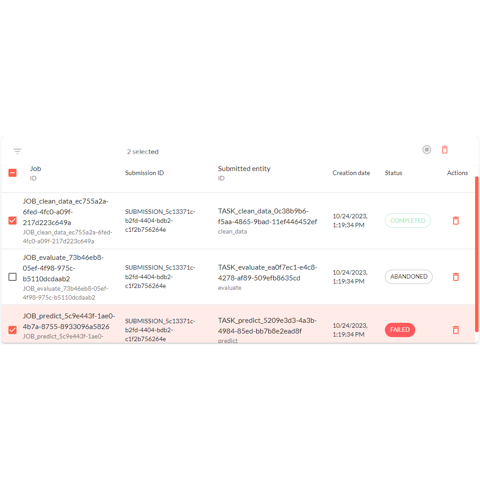 2 selected
Job
ID
Submission ID
Submitted entity
ID
Creation date
Status
Actions
JOB_clean_data_ec755a2a-
6fed-4fc0-a09f-
217d223c649a
JOB_clean_data_ec755a2a-6fed-
4fc0-a09f-217d223c649a
SUBMISSION_5c13371c-
b2fd-4404-bdb2-
c1f2b756264e
TASK_clean_data_0c38b9b6-
f5aa-4865-9bad-11ef446452ef
clean_data
10/24/2023,
1:19:34 PM
COMPLETED
JOB_evaluate_73b46eb8-
05ef-4f98-975c-
b5110dcdaab2
JOB_evaluate_73b46eb8-05ef-
4f98-975c-b5110dcdaab2
SUBMISSION_5c13371c-
b2fd-4404-bdb2-
c1f2b756264e
TASK_evaluate_ea0f7ec1-e4c8-
4278-af89-509efb8635cd
evaluate
10/24/2023,
1:19:34 PM
ABANDONED
JOB_predict_5c9e443f-1ae0-
4b7a-8755-8933096a5826
JOB_predict_5c9e443f-1ae0-
SUBMISSION_5c13371c-
b2fd-4404-bdb2-
c1f2b756264e
TASK_predict_5209e3d3-4a3b-
4984-85ed-bb7b8e2ead8f
predict
10/24/2023,
1:19:34 PM
FAILED